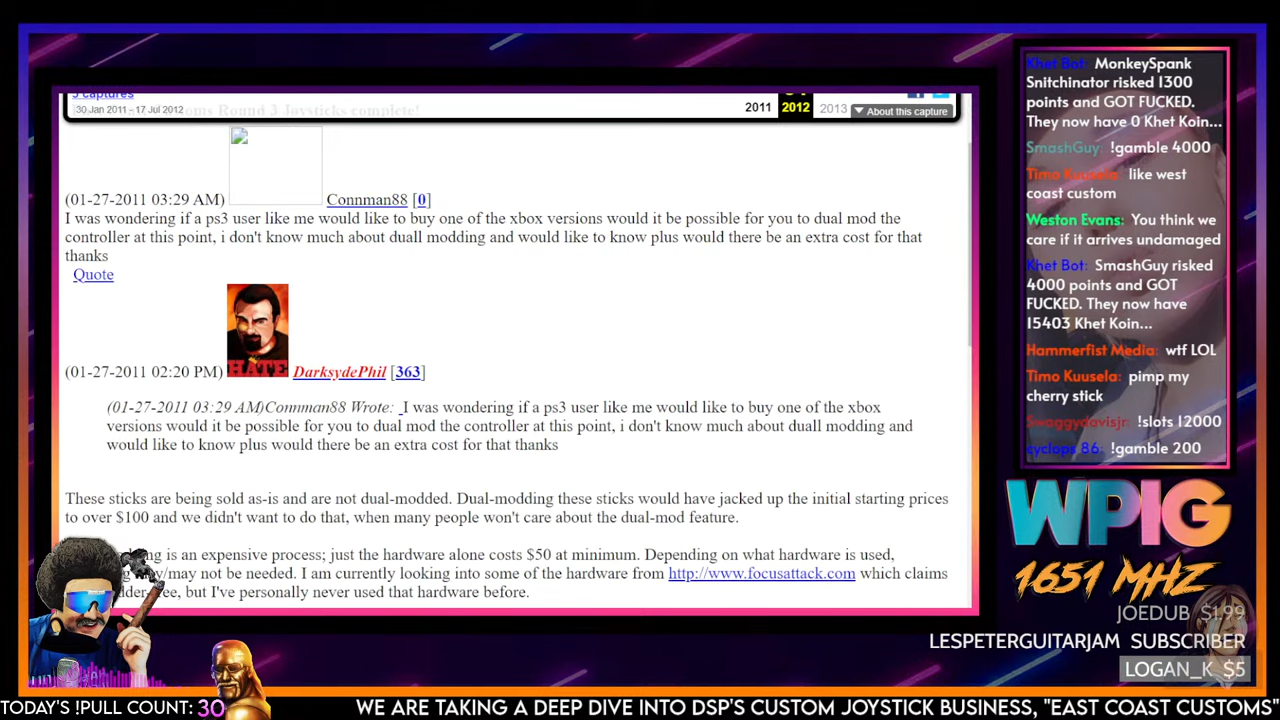 3 captures
30 Jan 2011 - 17 Jul 2012
oms Round 3 Joysticks complete!
2011
2012
2013
About this capture
(01-27-2011 03:29 AM) Connman88 [0]
I was wondering if a ps3 user like me would like to buy one of the xbox versions would it be possible for you to dual mod the
controller at this point, i don't know much about duall modding and would like to know plus would there be an extra cost for that
thanks
Quote
HATE
(01-27-2011 02:20 PM) DarksydePhil [363]
(01-27-2011 03:29 AM)Connman88 Wrote: I was wondering if a ps3 user like me would like to buy one of the xbox
versions would it be possible for you to dual mod the controller at this point, i don't know much about duall modding and
would like to know plus would there be an extra cost for that thanks
These sticks are being sold as-is and are not dual-modded. Dual-modding these sticks would have jacked up the initial starting prices
to over $100 and we didn't want to do that, when many people won't care about the dual-mod feature.
is an expensive process; just the hardware alone costs $50 at minimum. Depending on what hardware is used,
may/may not be needed. I am currently looking into some of the hardware from http://www.focusattack.com which claims
but I've personally never used that hardware before.
Khet Bot: MonkeySpank
Snitchinator risked 1300
points and GOT FUCKED.
They now have 0 Khet Koin...
SmashGuy: !gamble 4000
Timo Kuusela: like west
coast custom
Weston Evans: You think we
care if it arrives undamaged
Khet Bot: SmashGuy risked
4000 points and GOT
FUCKED. They now have
15403 Khet Koin...
Hammerfist Media: wtf LOL
Timo Kuusela: pimp my
cherry stick
Swaggydavisjr: !slots 12000
cyclops 86: !gamble 200
WPIG
1651 MHZ
JOEDUB $1.99
LESPETERGUITARJAM SUBSCRIBER
LOGAN_K $5
TODAY'S !PULL COUNT: 30
WE ARE TAKING A DEEP DIVE INTO DSP'S CUSTOM JOYSTICK BUSINESS, "EAST COAST CUSTOMS"